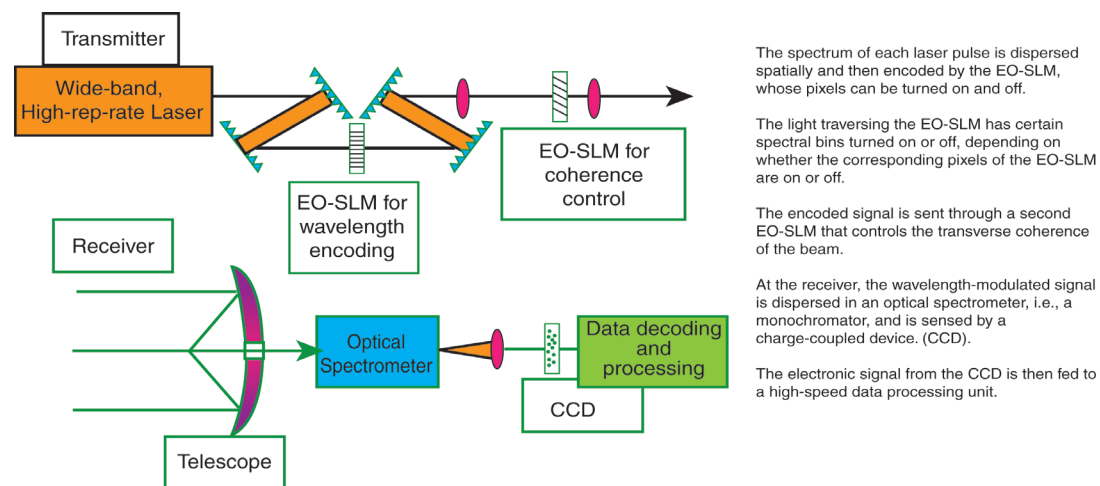 Transmitter
Wide-band,
High-rep-rate Laser
EO-SLM for
wavelength
encoding
EO-SLM for
coherence
control
Receiver
Telescope
Optical
Spectrometer
CCD
Data decoding
and
processing
The spectrum of each laser pulse is dispersed
spatially and then encoded by the EO-SLM,
whose pixels can be turned on and off.
The light traversing the EO-SLM has certain
spectral bins turned on or off, depending on
whether the corresponding pixels of the EO-SLM
are on or off.
The encoded signal is sent through a second
EO-SLM that controls the transverse coherence
of the beam.
At the receiver, the wavelength-modulated signal
is dispersed in an optical spectrometer, i.e., a
monochromator, and is sensed by a
charge-coupled device. (CCD).
The electronic signal from the CCD is then fed to
a high-speed data processing unit.